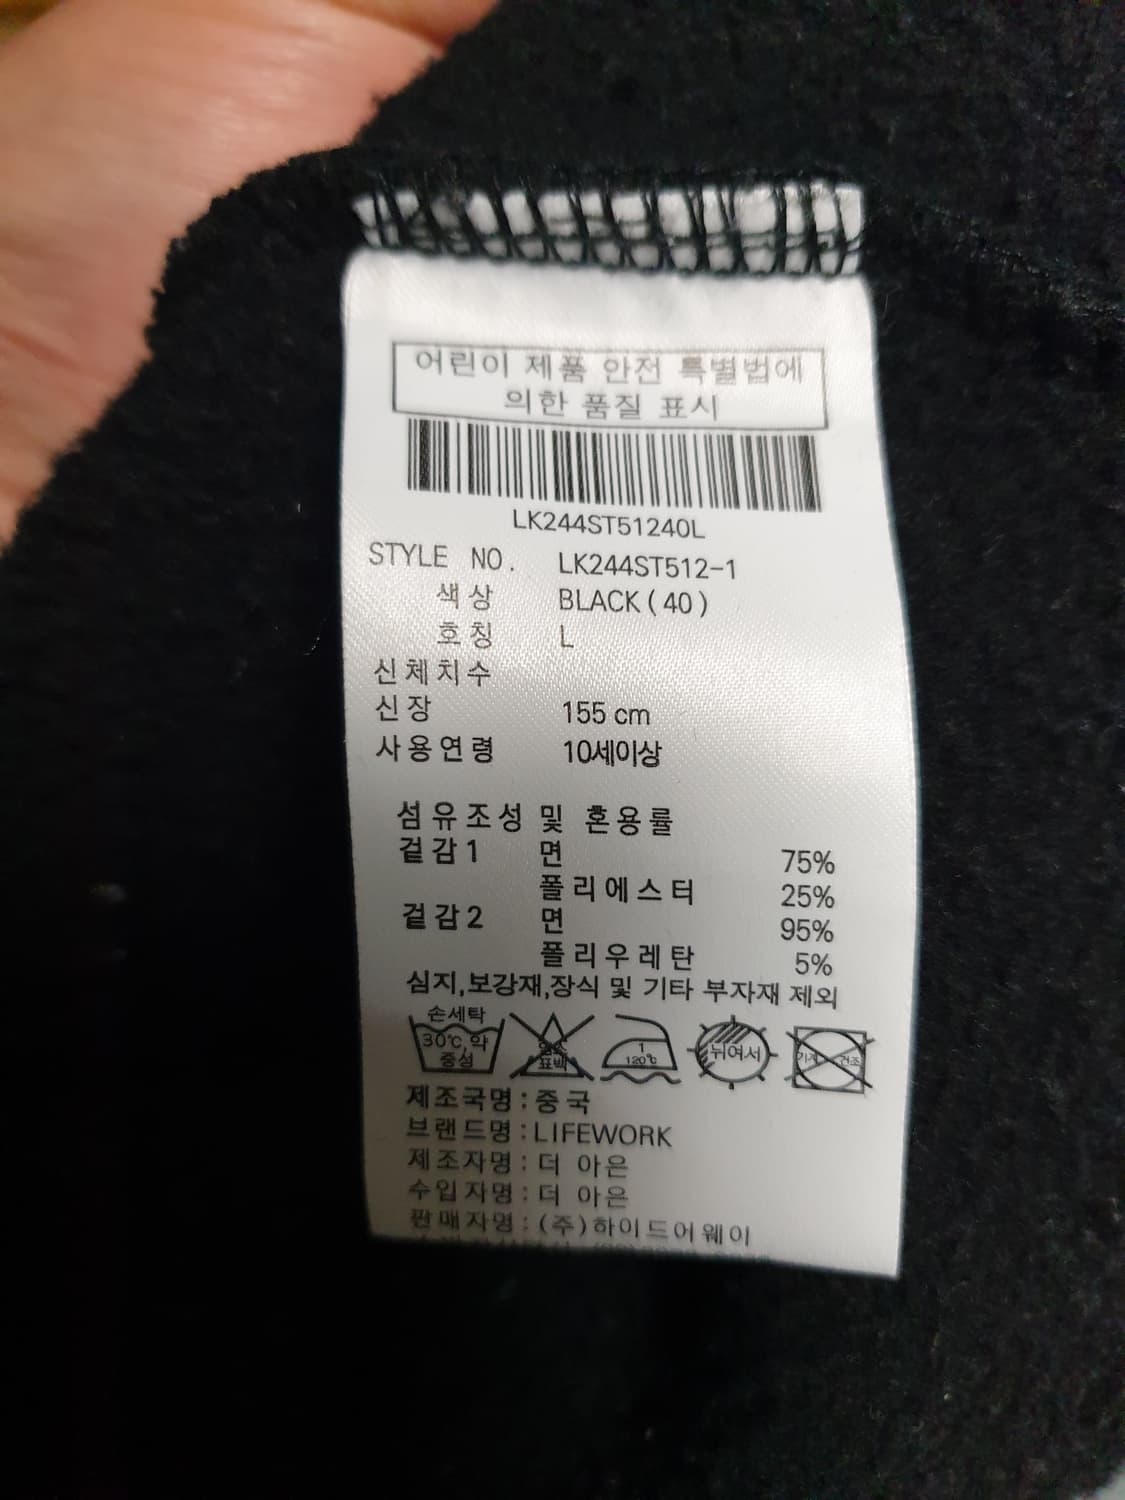 어린이 제품 안전 특별법에
의한 품질 표시
LK244ST51240L
STYLE NO. LK244ST512-1
색상 BLACK(40)
호칭 L
신체치수
신장 155 cm
사용연령 10세이상
섬유조성 및 혼용률
겉감1 면 75%
폴리에스터 25%
겉감2 면 95%
폴리우레탄 5%
심지,보강재,장식 및 기타 부자재 제외
손세탁
30℃,약
중성
염소
표백
1
120℃
뉘여서
기계 건조
제조국명:중국
브랜드명:LIFEWORK
제조자명:더 아은
수입자명:더 아은
판매자명:(주)하이드어웨이